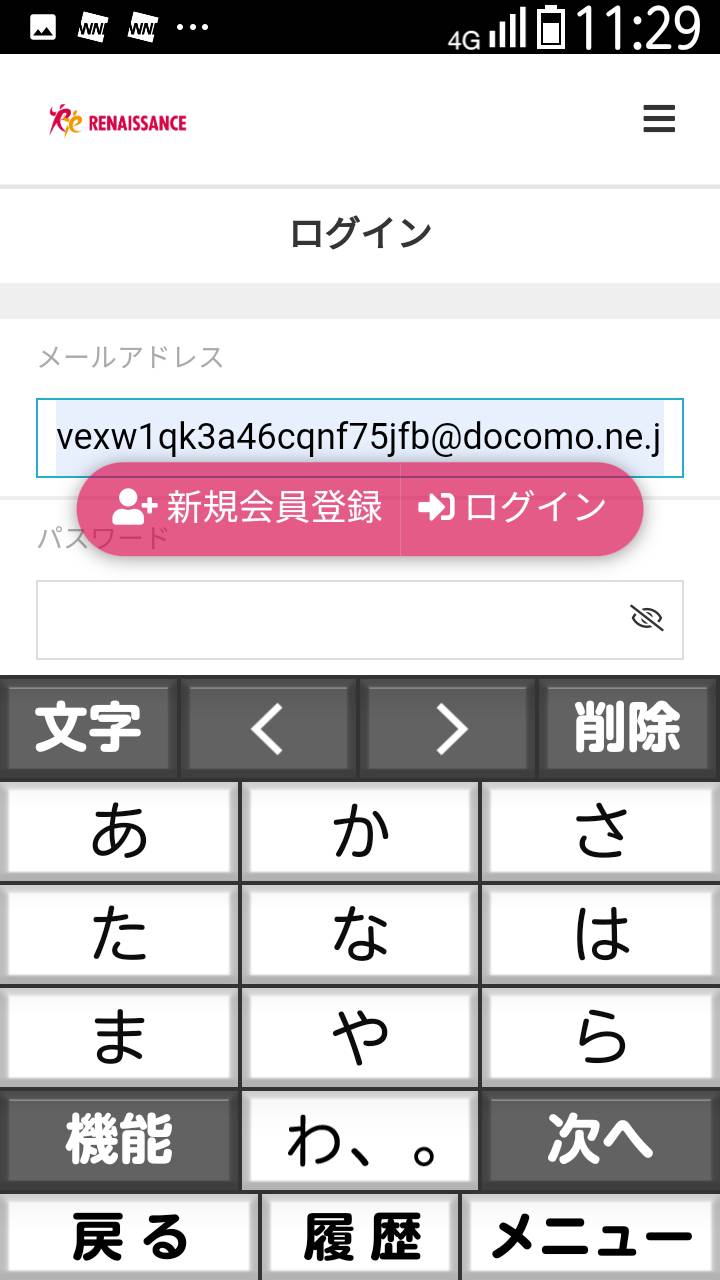 4G 11:29
RENAISSANCE
ログイン
メールアドレス
vexw1qk3a46cqnf75jfb@docomo.ne.j
新規会員登録 ログイン
パスワード
文字 削除
あ か さ
た な は
ま や ら
機能 わ、。 次へ
戻る 履歴 メニュー